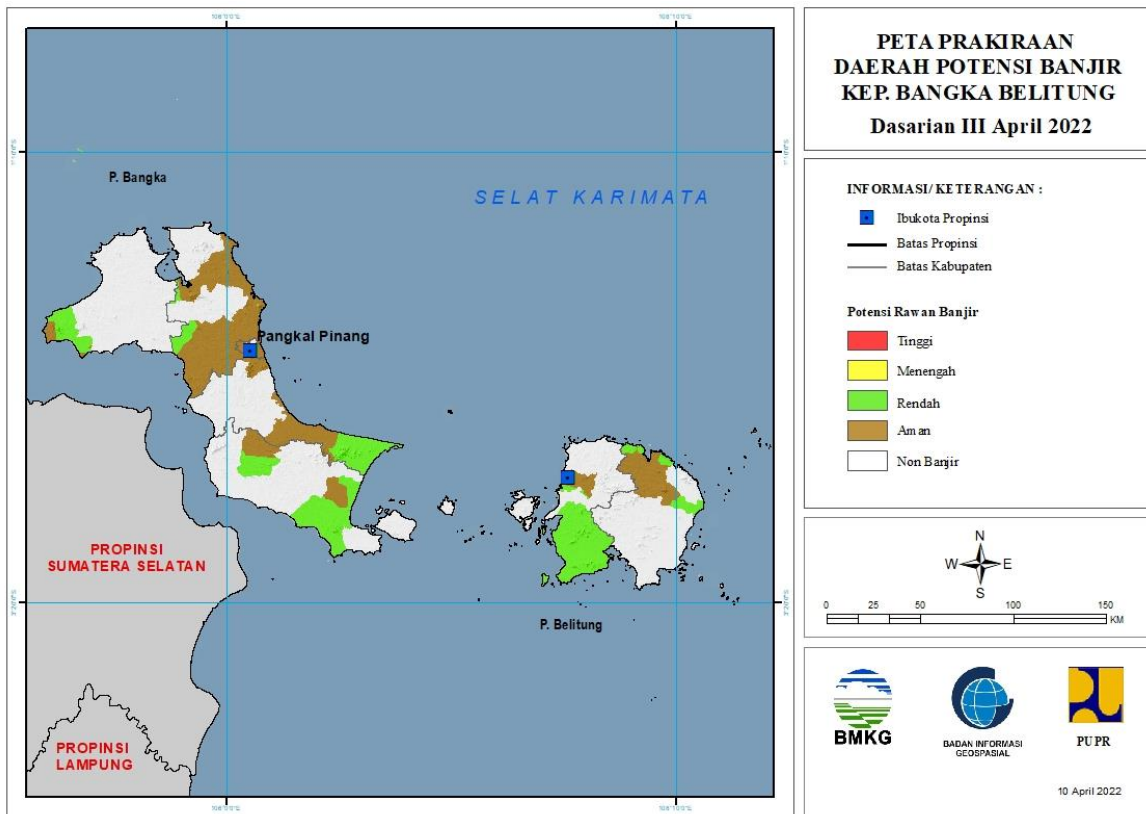 PETA PRAKIRAAN
DAERAH POTENSI BANJIR
KEP. BANGKA BELITUNG
Dasarian III April 2022
P. Bangka
SELAT KARIMATA
Pangkal Pinang
PROPINSI
SUMATERA SELATAN
P. Belitung
PROPINSI
LAMPUNG
INFORMASI/ KETERANGAN :
Ibukota Propinsi
Batas Propinsi
Batas Kabupaten
Potensi Rawan Banjir
Tinggi
Menengah
Rendah
Aman
Non Banjir
N
W E
S
0 25 50 100 150
KM
BMKG
BADAN INFORMASI
GEOSPASIAL
PUPR
10 April 2022